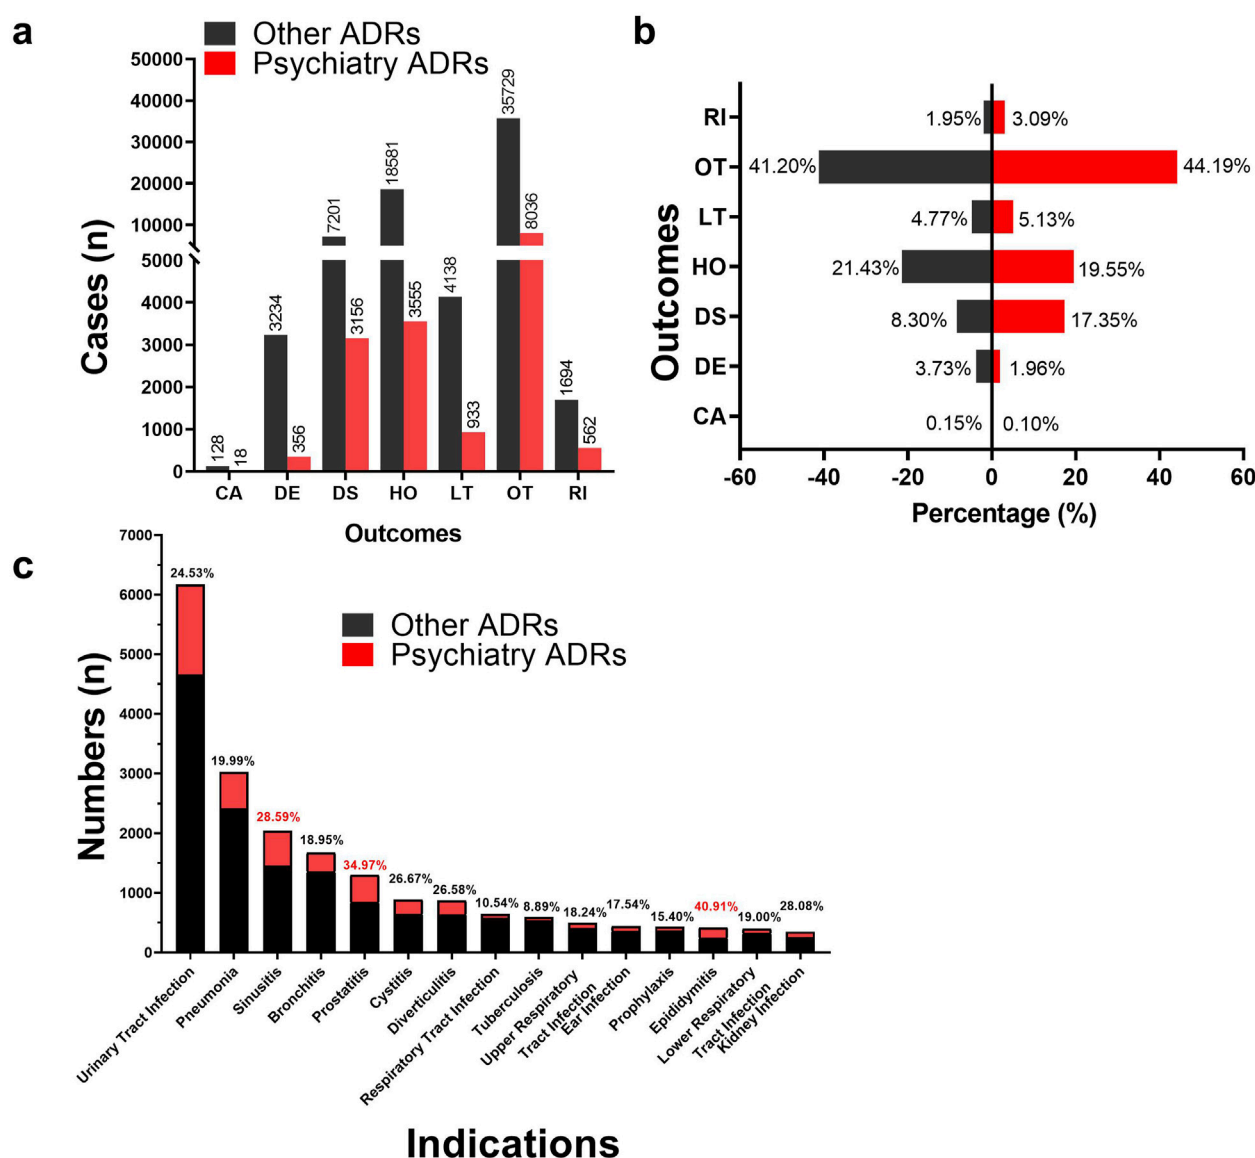 a
Other ADRs
Psychiatry ADRs
Cases (n)
50000
40000
30000
20000
10000
5000
4000
3000
2000
1000
0
128
18
3234
356
7201
3156
18581
3555
4138
933
35729
8036
1694
562
CA DE DS HO LT OT RI
Outcomes
b
Outcomes
RI 1.95% 3.09%
OT 41.20% 44.19%
LT 4.77% 5.13%
HO 21.43% 19.55%
DS 8.30% 17.35%
DE 3.73% 1.96%
CA 0.15% 0.10%
-60 -40 -20 0 20 40 60
Percentage (%)
c
Other ADRs
Psychiatry ADRs
Numbers (n)
7000
6000
5000
4000
3000
2000
1000
0
24.53%
19.99%
28.59%
18.95%
34.97%
26.67%
26.58%
10.54%
8.89%
18.24%
17.54%
15.40%
40.91%
19.00%
28.08%
Urinary Tract Infection
Pneumonia
Sinusitis
Bronchitis
Prostatitis
Cystitis
Diverticulitis
Respiratory Tract Infection
Tuberculosis
Upper Respiratory
Tract Infection
Ear Infection
Prophylaxis
Epididymitis
Lower Respiratory
Tract Infection
Kidney Infection
Indications